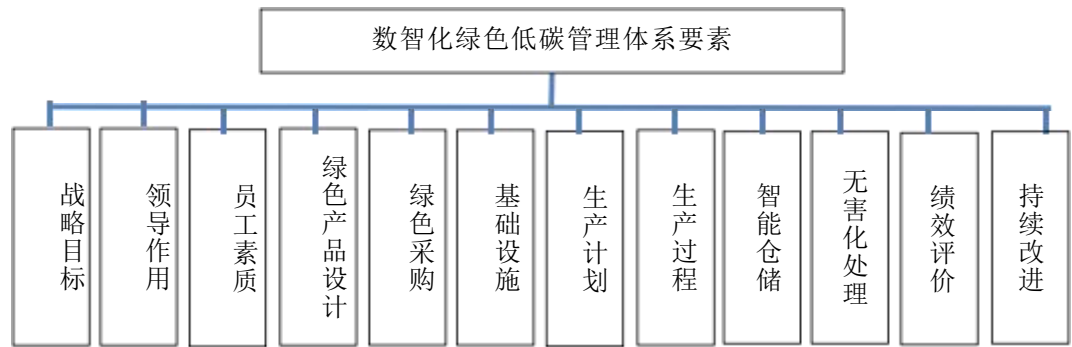 数智化绿色低碳管理体系要素
战略目标
领导作用
员工素质
绿色产品设计
绿色采购
基础设施
生产计划
生产过程
智能仓储
无害化处理
绩效评价
持续改进